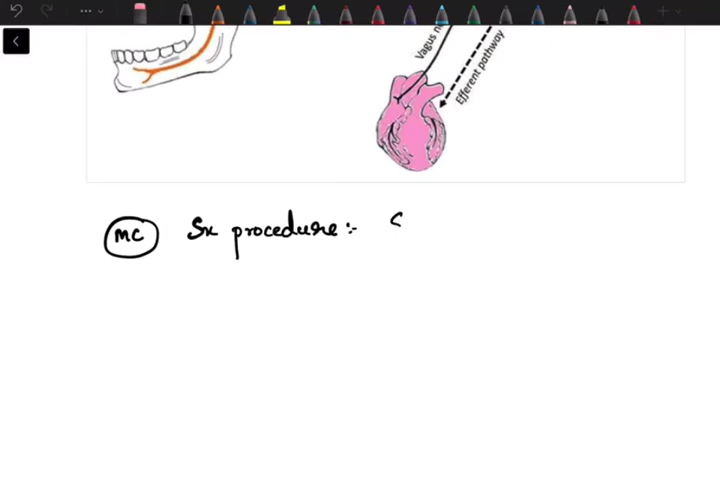 Vagus n
Efferent pathway
MC Sx procedure :-